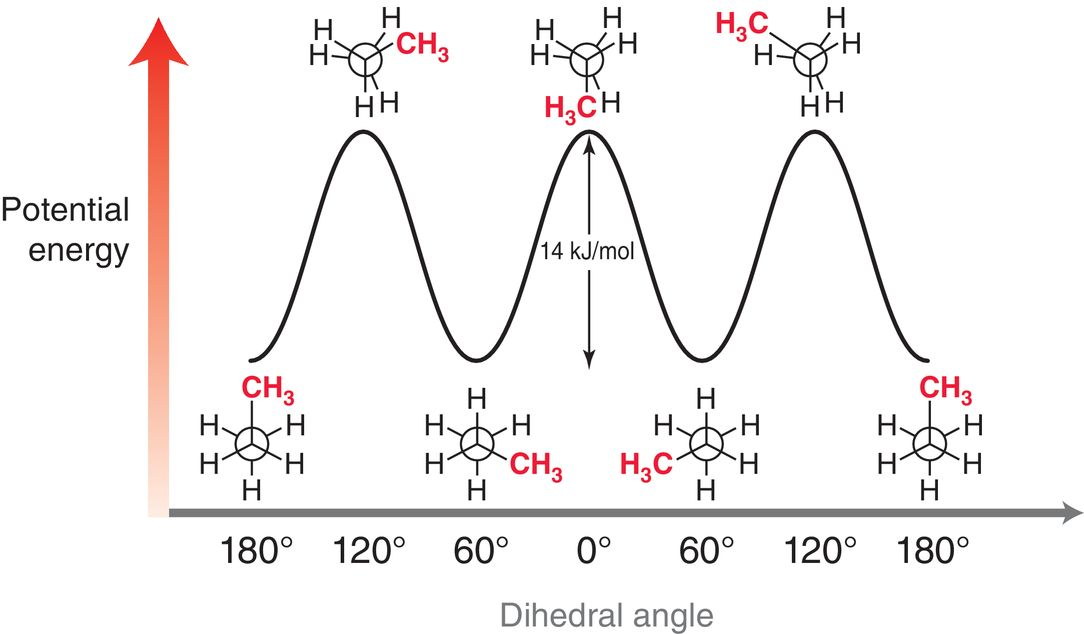 H H CH₃
H
H H
H H
H H
H₃C H
H₃C H
H H
H H
Potential
energy
14 kJ/mol
CH₃
H H
H H
H
H
H H
H CH₃
H
H
H H
H₃C H
H
CH₃
H H
H H
H
180° 120° 60° 0° 60° 120° 180°
Dihedral angle